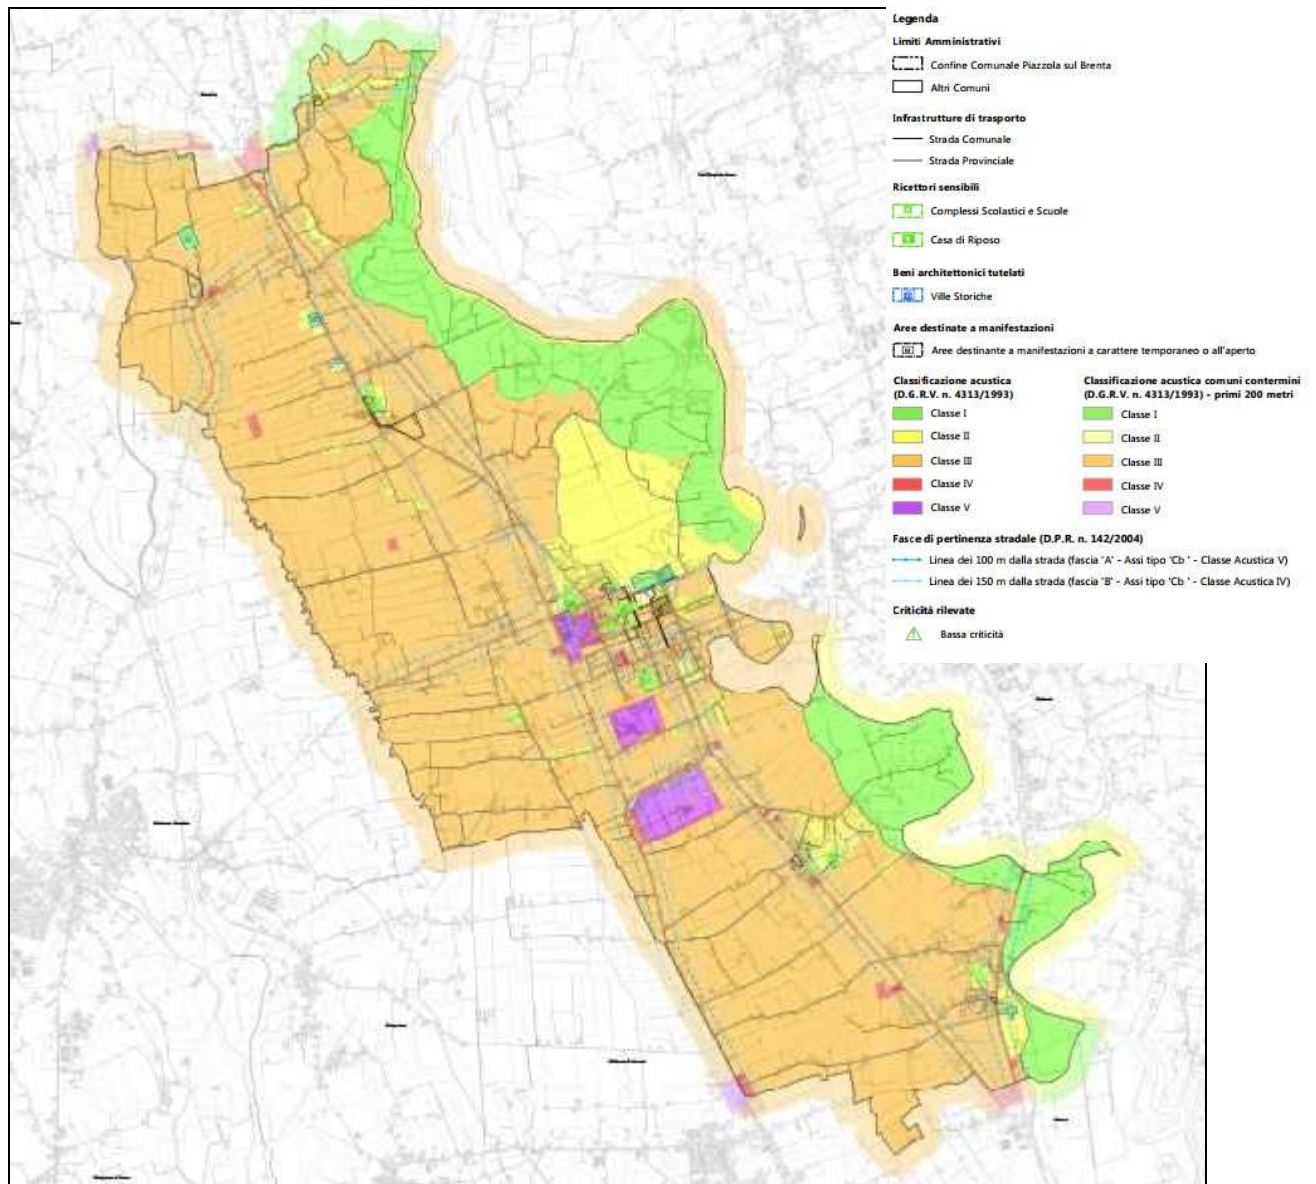 Legenda
Limiti Amministrativi
Confine Comunale Piazzola sul Brenta
Altri Comuni
Infrastrutture di trasporto
Strada Comunale
Strada Provinciale
Ricettori sensibili
Complessi Scolastici e Scuole
Casa di Riposo
Beni architettonici tutelati
Ville Storiche
Aree destinate a manifestazioni
Aree destinante a manifestazioni a carattere temporaneo o all'aperto
Classificazione acustica
(D.G.R.V. n. 4313/1993)
Classe I
Classe II
Classe III
Classe IV
Classe V
Classificazione acustica comuni contermini
(D.G.R.V. n. 4313/1993) - primi 200 metri
Classe I
Classe II
Classe III
Classe IV
Classe V
Fasce di pertinenza stradale (D.P.R. n. 142/2004)
Linea dei 100 m dalla strada (fascia 'A' - Assi tipo 'Cb ' - Classe Acustica V)
Linea dei 150 m dalla strada (fascia 'B' - Assi tipo 'Cb ' - Classe Acustica IV)
Criticità rilevate
Bassa criticità